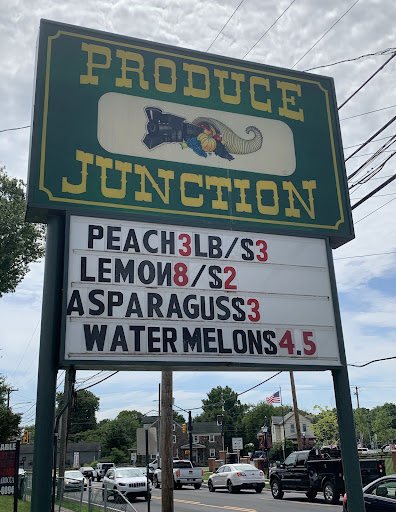 PRODUCE
JUNCTION
PEACH3LB/S3
LEMON8/S2
ASPARAGUSS3
WATERMELONS4.5